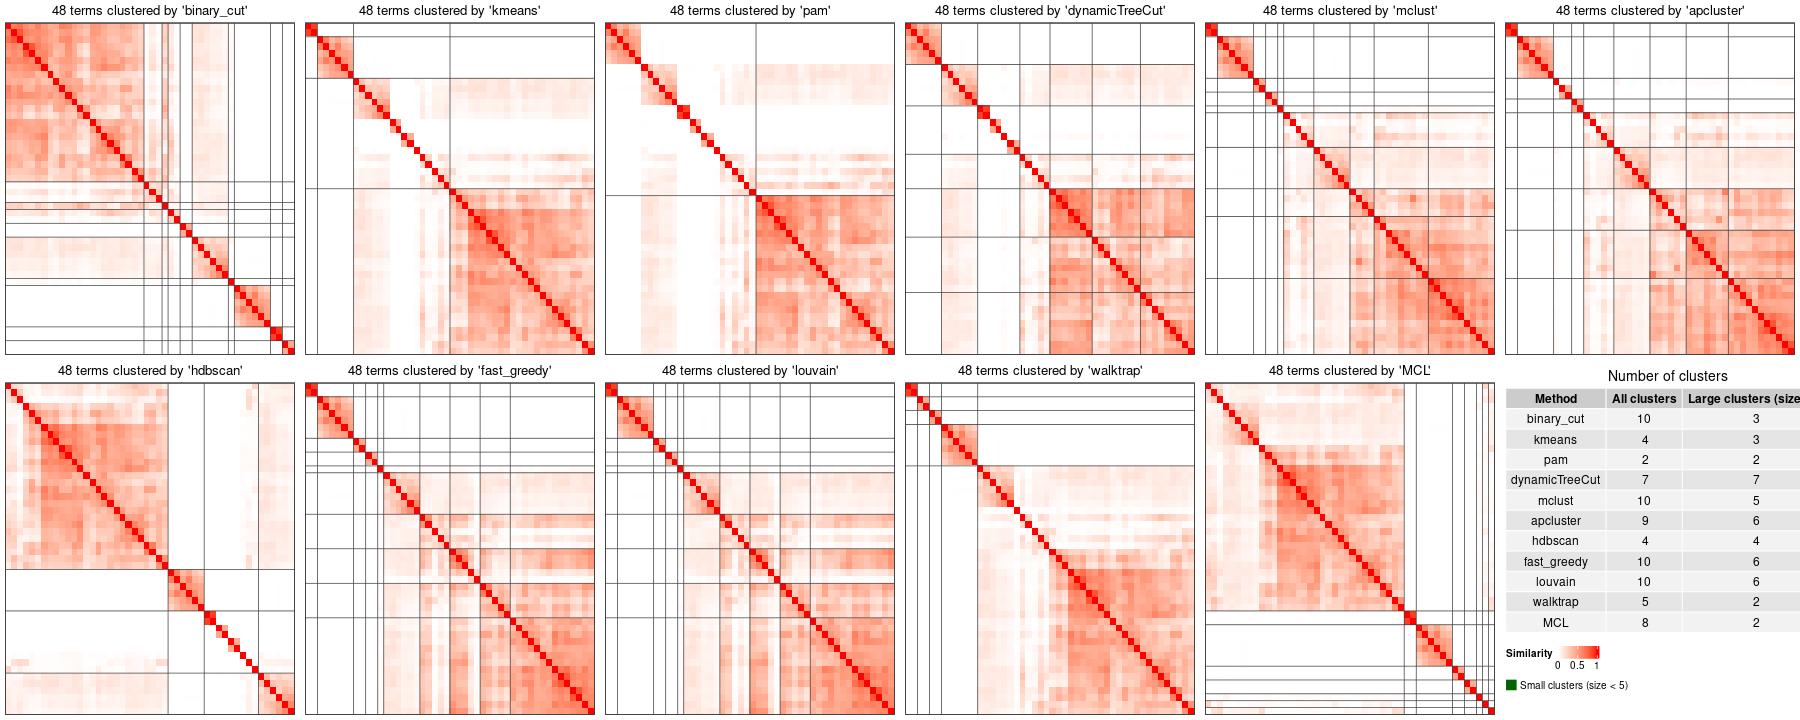 48 terms clustered by 'binary_cut'
48 terms clustered by 'kmeans'
48 terms clustered by 'pam'
48 terms clustered by 'dynamicTreeCut'
48 terms clustered by 'mclust'
48 terms clustered by 'apcluster'
48 terms clustered by 'hdbscan'
48 terms clustered by 'fast_greedy'
48 terms clustered by 'louvain'
48 terms clustered by 'walktrap'
48 terms clustered by 'MCL'
Number of clusters
Method All clusters Large clusters (size
binary_cut 10 3
kmeans 4 3
pam 2 2
dynamicTreeCut 7 7
mclust 10 5
apcluster 9 6
hdbscan 4 4
fast_greedy 10 6
louvain 10 6
walktrap 5 2
MCL 8 2
Similarity
0 0.5 1
Small clusters (size < 5)